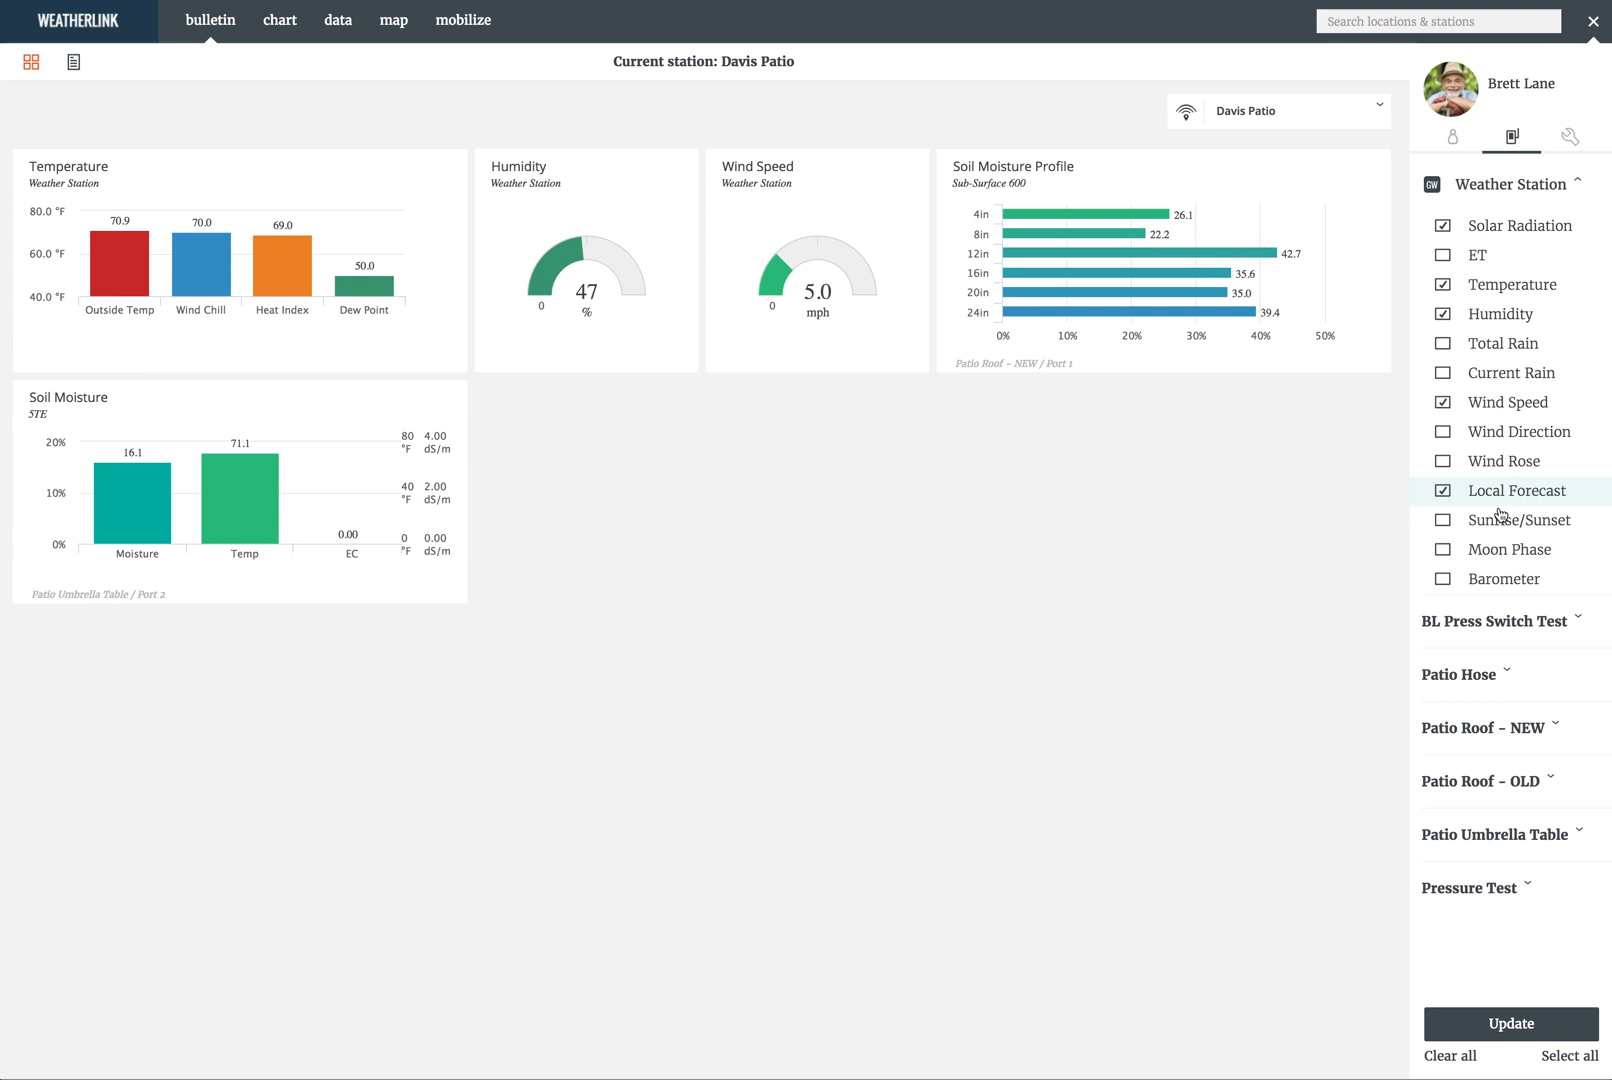 WEATHERLINK
bulletin chart data map mobilize
Search locations & stations
Current station: Davis Patio
Brett Lane
Davis Patio
Temperature
Weather Station
80.0 °F
60.0 °F
40.0 °F
70.9
70.0
69.0
50.0
Outside Temp Wind Chill Heat Index Dew Point
Humidity
Weather Station
0
47
%
Wind Speed
Weather Station
0
5.0
mph
Soil Moisture Profile
Sub-Surface 600
4in 26.1
8in 22.2
12in 42.7
16in 35.6
20in 35.0
24in 39.4
0% 10% 20% 30% 40% 50%
Patio Roof - NEW / Port 1
Soil Moisture
5TE
20%
10%
0%
16.1
71.1
0.00
80 4.00
°F dS/m
40 2.00
°F dS/m
0 0.00
°F dS/m
Moisture Temp EC
Patio Umbrella Table / Port 2
GW Weather Station
Solar Radiation
ET
Temperature
Humidity
Total Rain
Current Rain
Wind Speed
Wind Direction
Wind Rose
Local Forecast
Sunrise/Sunset
Moon Phase
Barometer
BL Press Switch Test
Patio Hose
Patio Roof - NEW
Patio Roof - OLD
Patio Umbrella Table
Pressure Test
Update
Clear all Select all